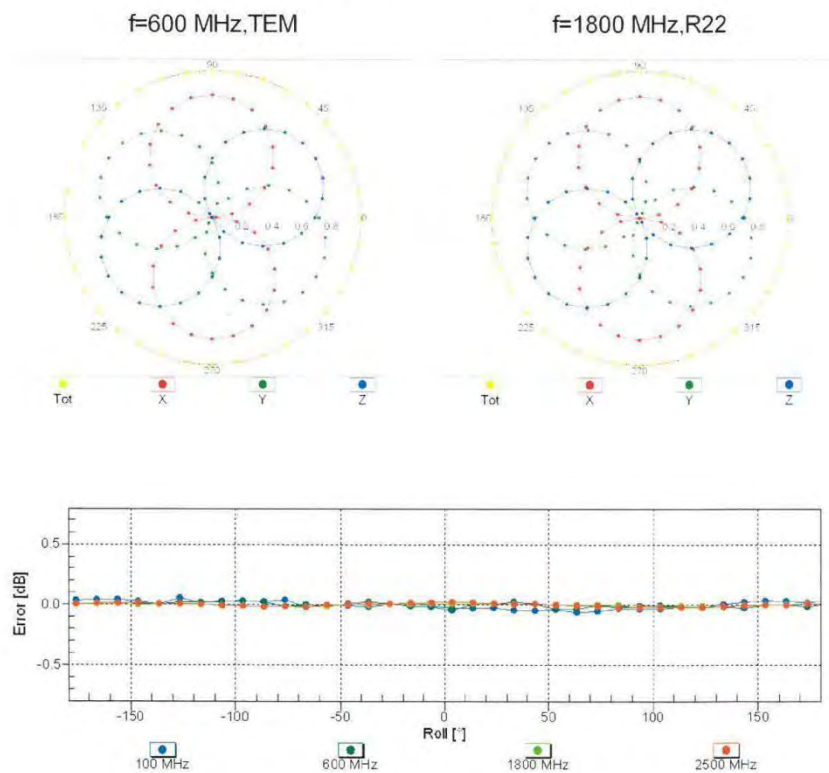 f=600 MHz,TEM
f=1800 MHz,R22
90
90
135
45
135
45
180
0.2 0.4 0.6 0.8
0
180
0.2 0.4 0.6 0.8
0
225
315
225
315
270
270
Tot
X
Y
Z
Tot
X
Y
Z
0.5
0.0
-0.5
Error [dB]
-150
-100
-50
0
50
100
150
Roll [°]
100 MHz
600 MHz
1800 MHz
2500 MHz